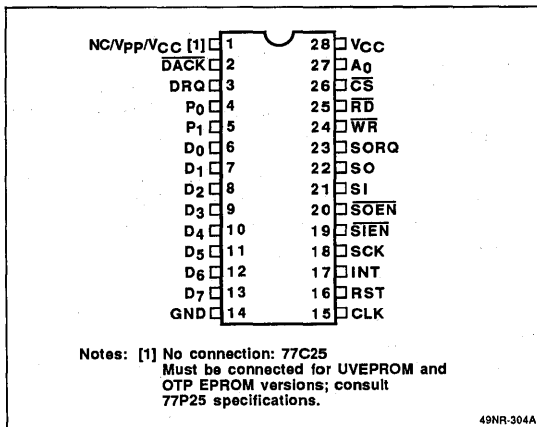 NC/VPP/VCC [1] 1 28 VCC
DACK 2 27 A0
DRQ 3 26 CS
P0 4 25 RD
P1 5 24 WR
D0 6 23 SORQ
D1 7 22 SO
D2 8 21 SI
D3 9 20 SOEN
D4 10 19 SIEN
D5 11 18 SCK
D6 12 17 INT
D7 13 16 RST
GND 14 15 CLK
Notes: [1] No connection: 77C25
Must be connected for UVEPROM and
OTP EPROM versions; consult
77P25 specifications.
49NR-304A